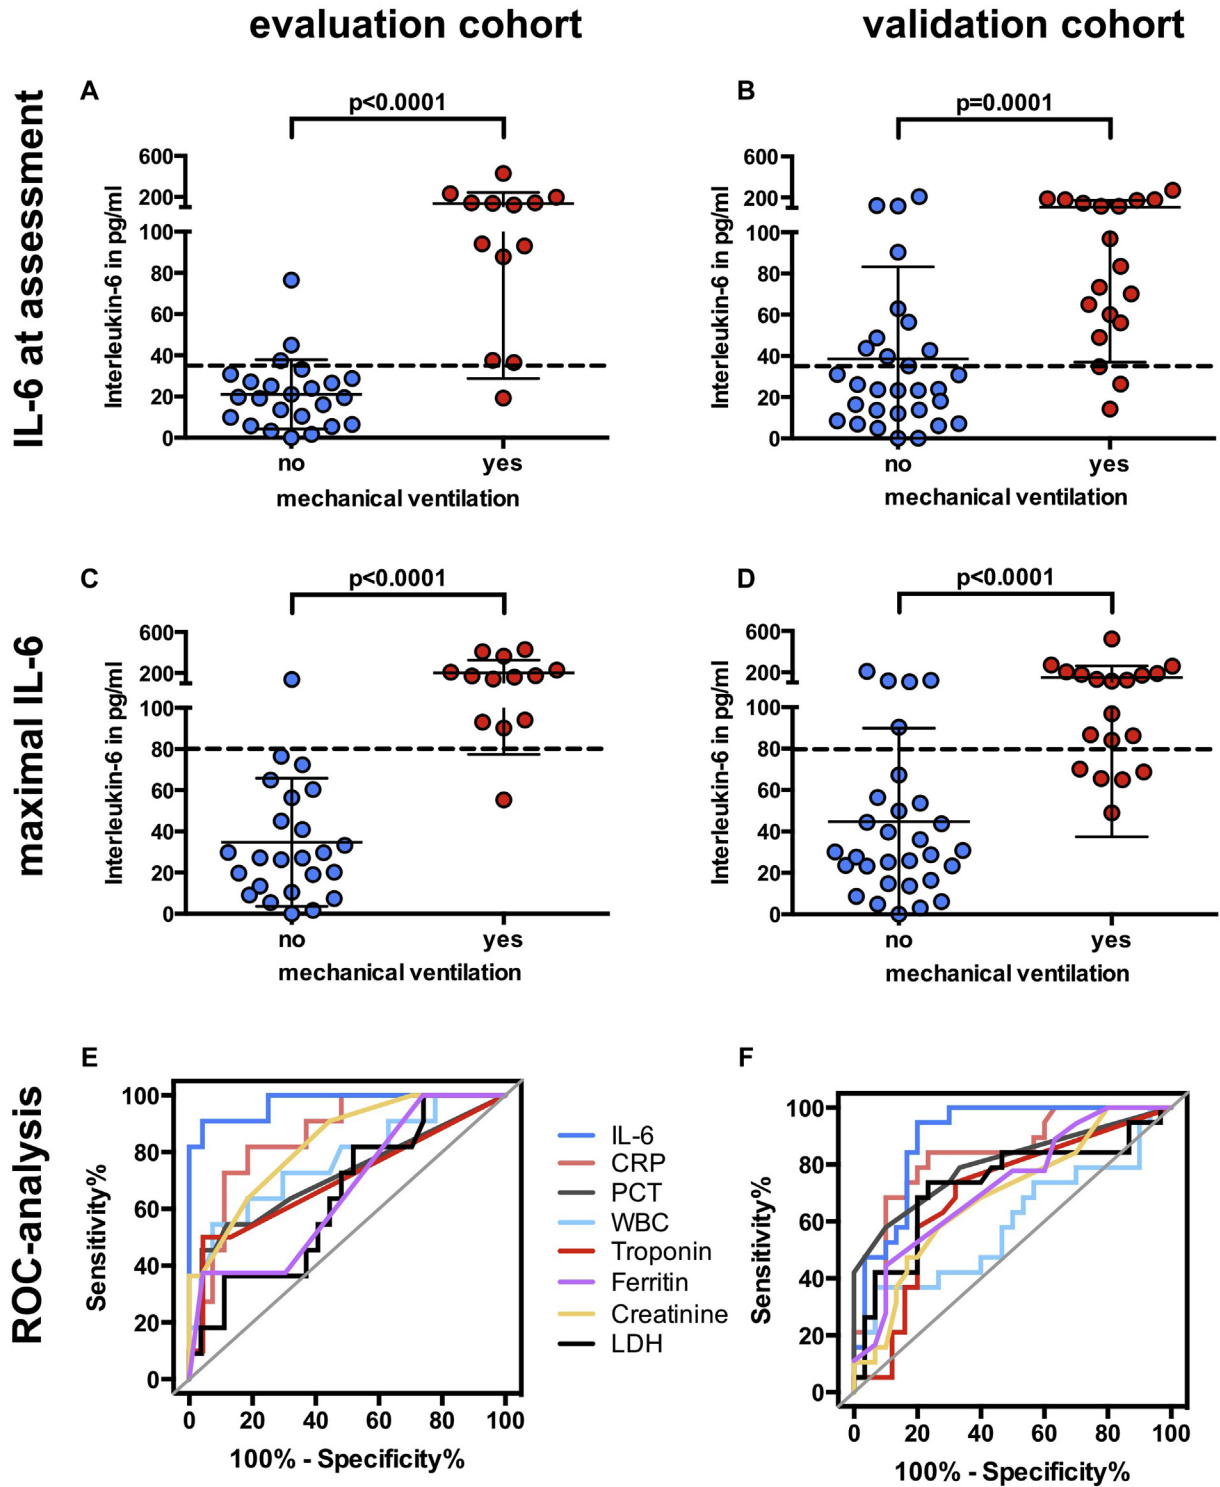 evaluation cohort
validation cohort
IL-6 at assessment
A
p<0.0001
Interleukin-6 in pg/ml
600
200
100
80
60
40
20
0
no
yes
mechanical ventilation
B
p=0.0001
Interleukin-6 in pg/ml
600
200
100
80
60
40
20
0
no
yes
mechanical ventilation
maximal IL-6
C
p<0.0001
Interleukin-6 in pg/ml
600
200
100
80
60
40
20
0
no
yes
mechanical ventilation
D
p<0.0001
Interleukin-6 in pg/ml
600
200
100
80
60
40
20
0
no
yes
mechanical ventilation
ROC-analysis
E
Sensitivity%
100
80
60
40
20
0
0 20 40 60 80 100
100% - Specificity%
IL-6
CRP
PCT
WBC
Troponin
Ferritin
Creatinine
LDH
F
Sensitivity%
100
80
60
40
20
0
0 20 40 60 80 100
100% - Specificity%